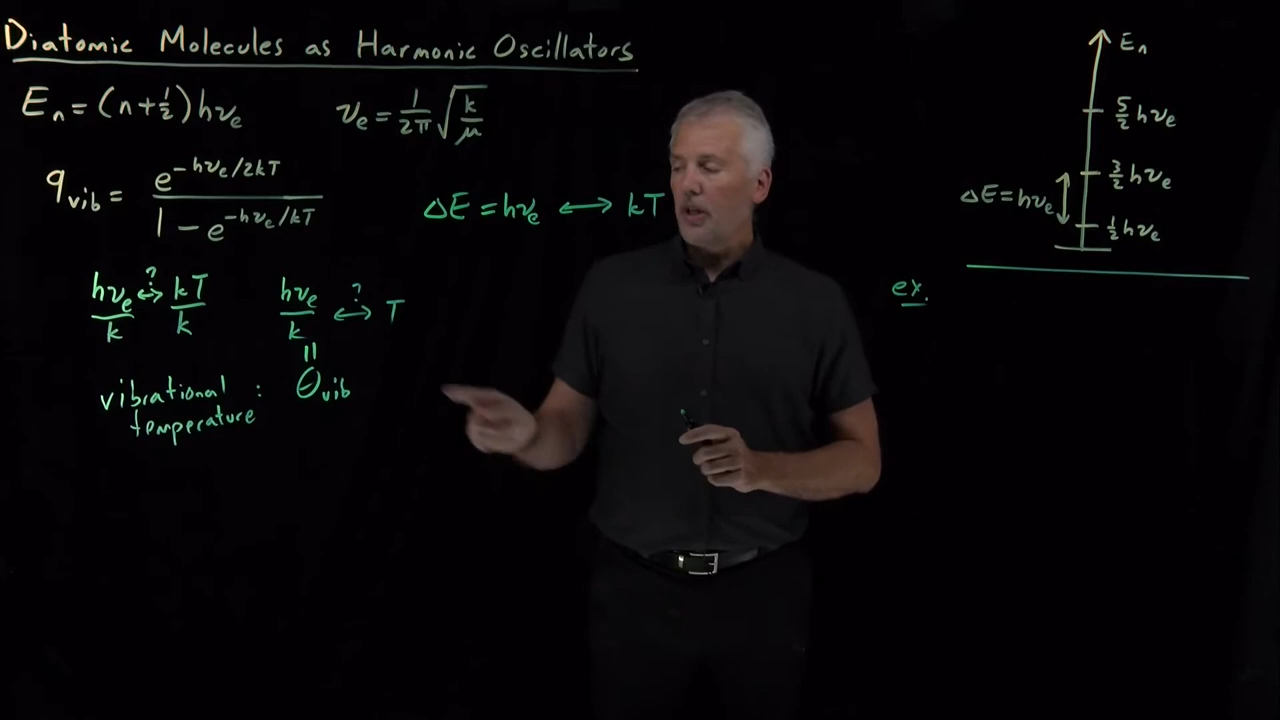 Diatomic Molecules as Harmonic Oscillators
Eₙ = (n+½)hνₑ
νₑ = 1/2π √k/μ
q_vib = e^(-hνₑ/2kT) / 1 − e^(-hνₑ/kT)
ΔE = hνₑ ⟷ kT
hνₑ/k ⟷? kT/k
hνₑ/k ⟷? T
=
vibrational temperature : Θ_vib
Eₙ
5/2 hνₑ
3/2 hνₑ
ΔE = hνₑ
1/2 hνₑ
ex.